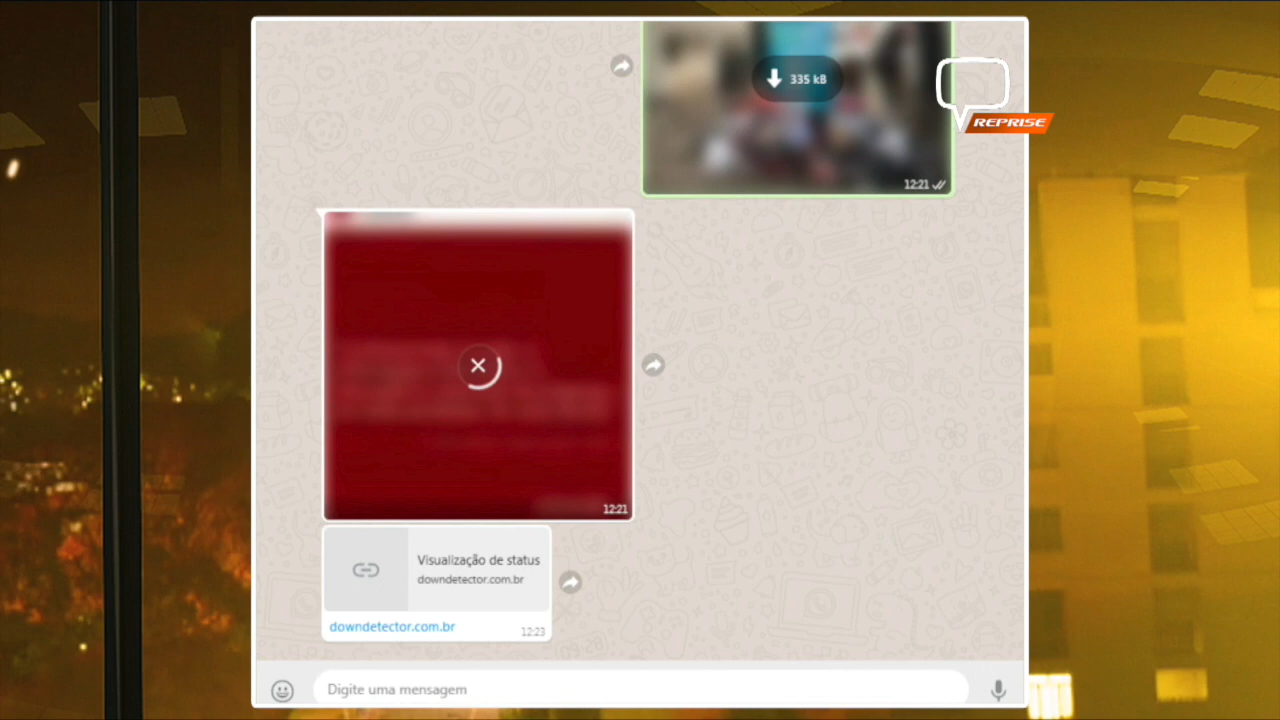 335 kB
REPRISE
12:21
12:21
Visualização de status
downdetector.com.br
downdetector.com.br
12:23
Digite uma mensagem